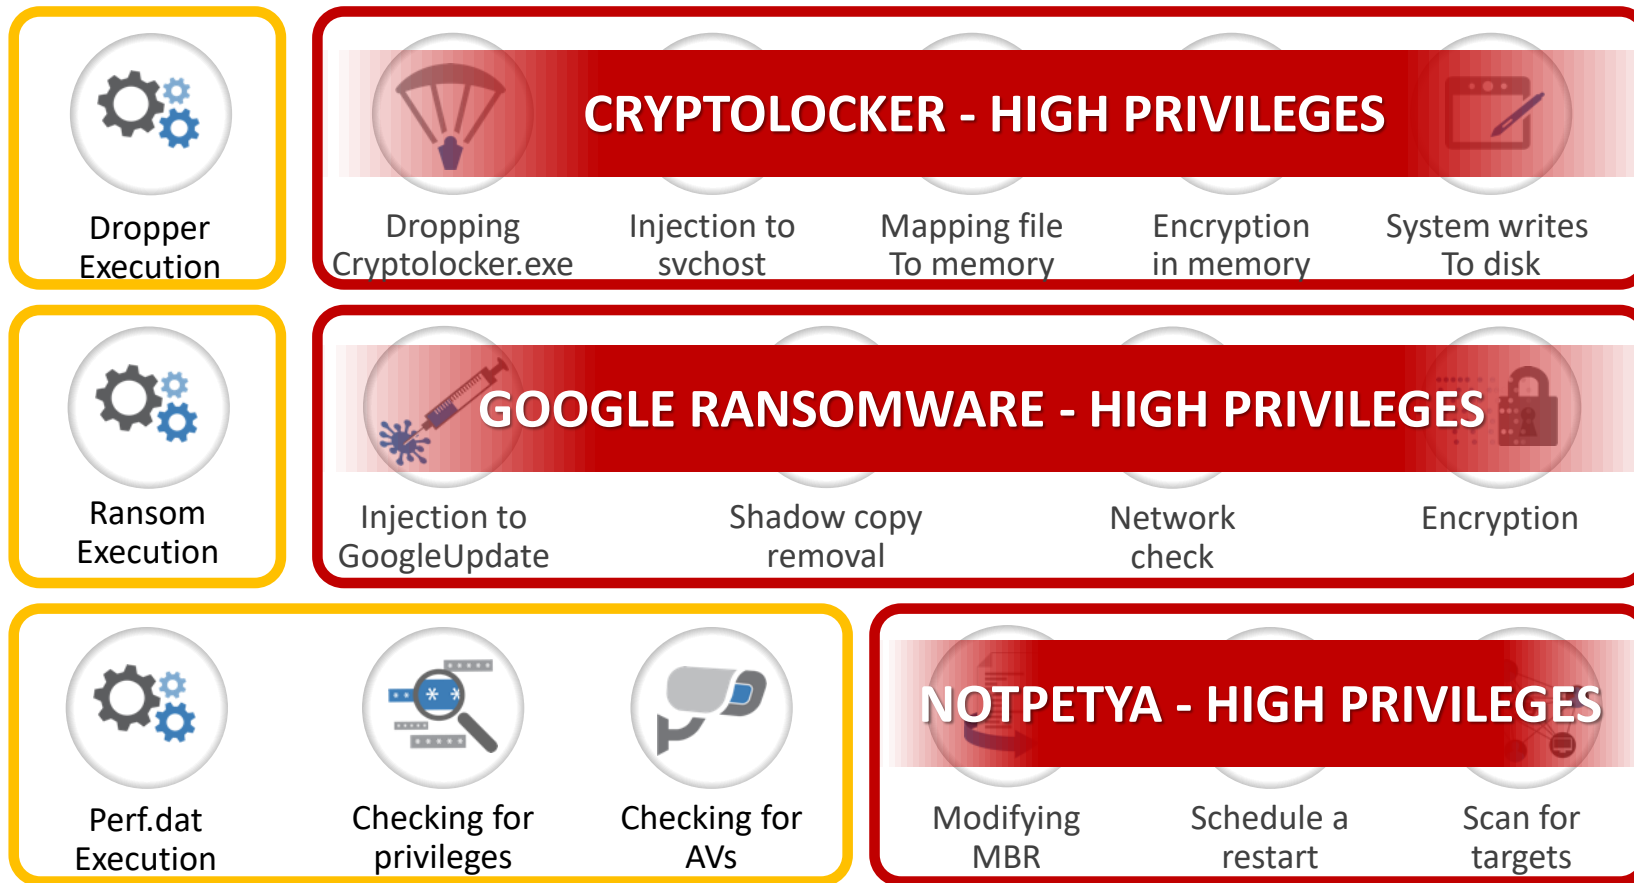 CRYPTOLOCKER - HIGH PRIVILEGES
Dropper
Execution
Dropping
Cryptolocker.exe
Injection to
svchost
Mapping file
To memory
Encryption
in memory
System writes
To disk
GOOGLE RANSOMWARE - HIGH PRIVILEGES
Ransom
Execution
Injection to
GoogleUpdate
Shadow copy
removal
Network
check
Encryption
NOTPETYA - HIGH PRIVILEGES
Perf.dat
Execution
Checking for
privileges
Checking for
AVs
Modifying
MBR
Schedule a
restart
Scan for
targets